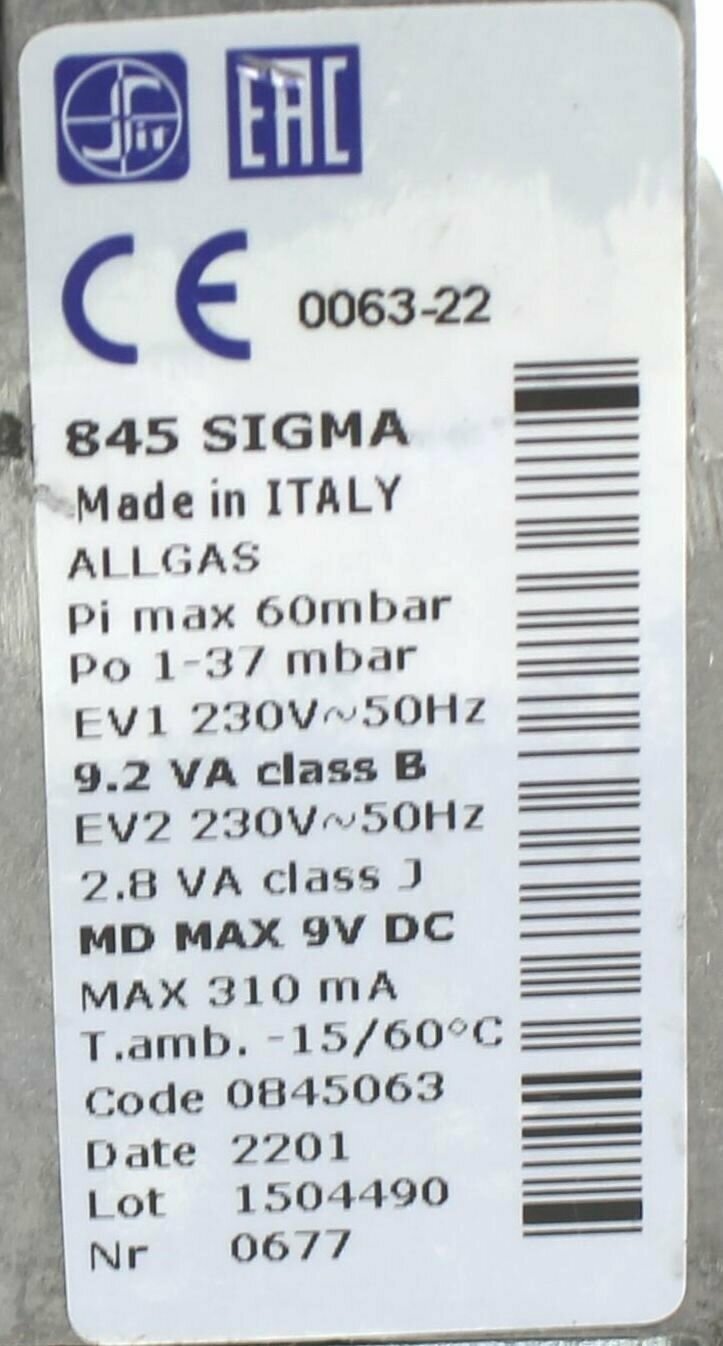 Sit
EAC
CE 0063-22
845 SIGMA
Made in ITALY
ALLGAS
Pi max 60mbar
Po 1-37 mbar
EV1 230V~50Hz
9.2 VA class B
EV2 230V~50Hz
2.8 VA class J
MD MAX 9V DC
MAX 310 mA
T.amb. -15/60°C
Code 0845063
Date 2201
Lot 1504490
Nr 0677